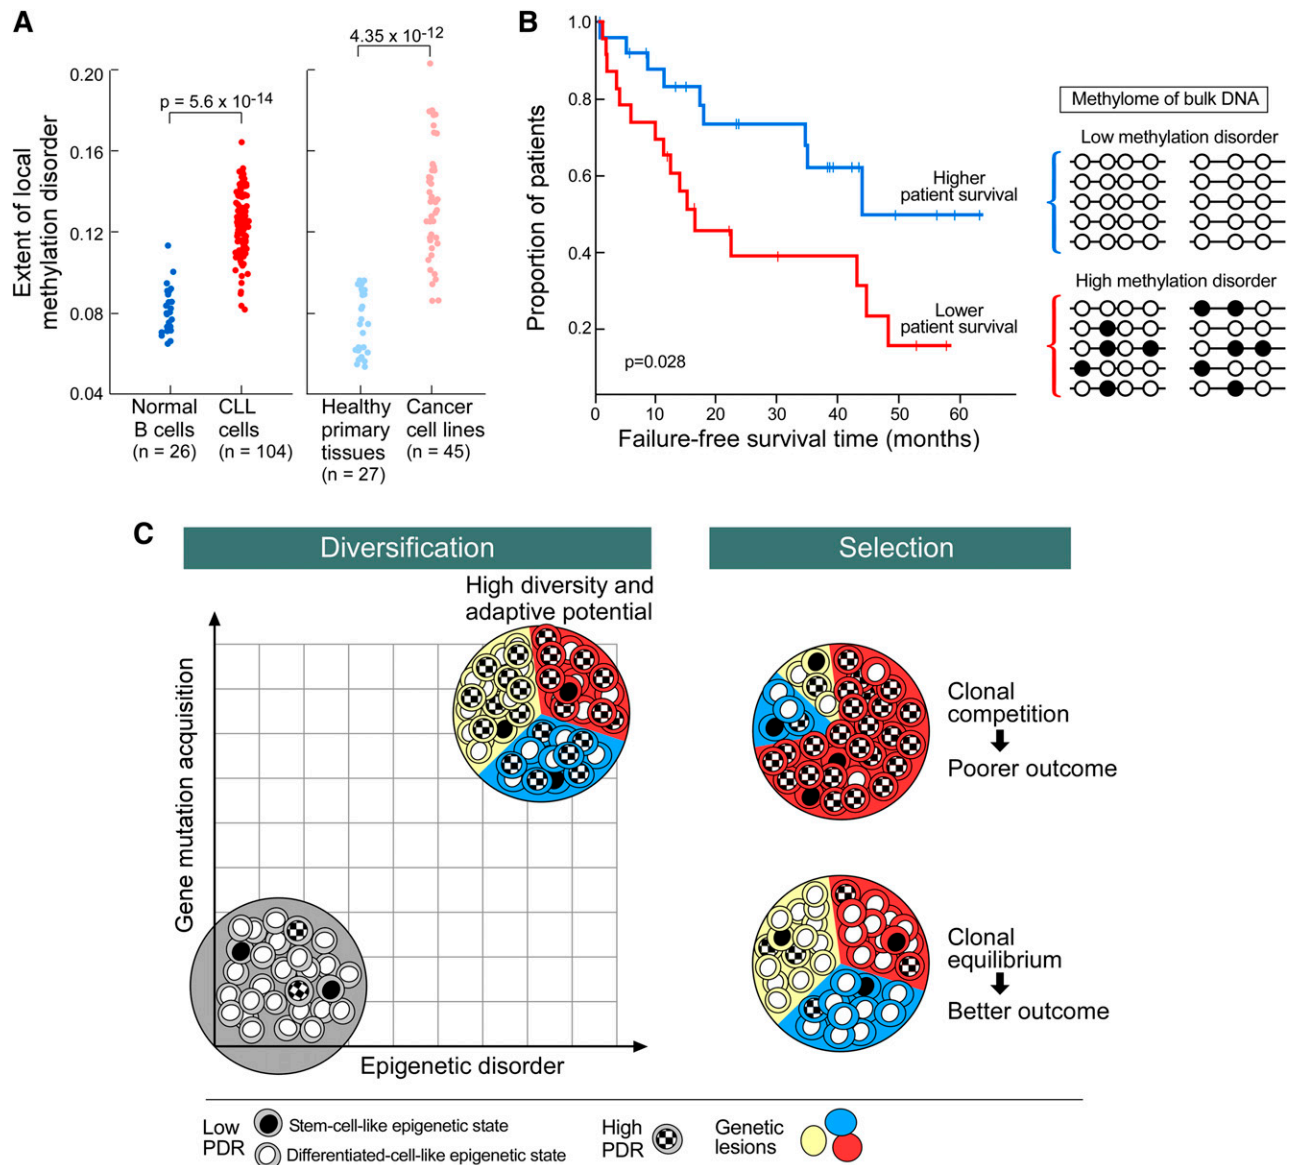 A
Extent of local
methylation disorder
0.20
0.16
0.12
0.08
0.04
p = 5.6 x 10-14
4.35 x 10-12
Normal
B cells
(n = 26)
CLL
cells
(n = 104)
Healthy
primary
tissues
(n = 27)
Cancer
cell lines
(n = 45)
B
Proportion of patients
1.0
0.8
0.6
0.4
0.2
Higher
patient survival
Lower
patient survival
p=0.028
0 10 20 30 40 50 60
Failure-free survival time (months)
Methylome of bulk DNA
Low methylation disorder
High methylation disorder
C
Diversification
High diversity and
adaptive potential
Gene mutation acquisition
Epigenetic disorder
Selection
Clonal
competition
Poorer outcome
Clonal
equilibrium
Better outcome
Low
PDR
Stem-cell-like epigenetic state
Differentiated-cell-like epigenetic state
High
PDR
Genetic
lesions